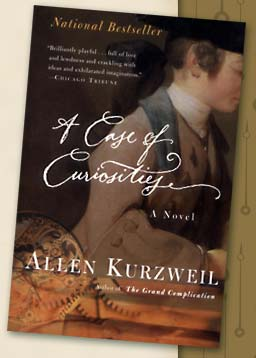 National Bestseller
"Brilliantly playful . . . full of love
and lewdness and crackling with
ideas and exhilarated imagination."
—CHICAGO TRIBUNE
A Case of
Curiosities
A Novel
ALLEN KURZWEIL
Author of The Grand Complication